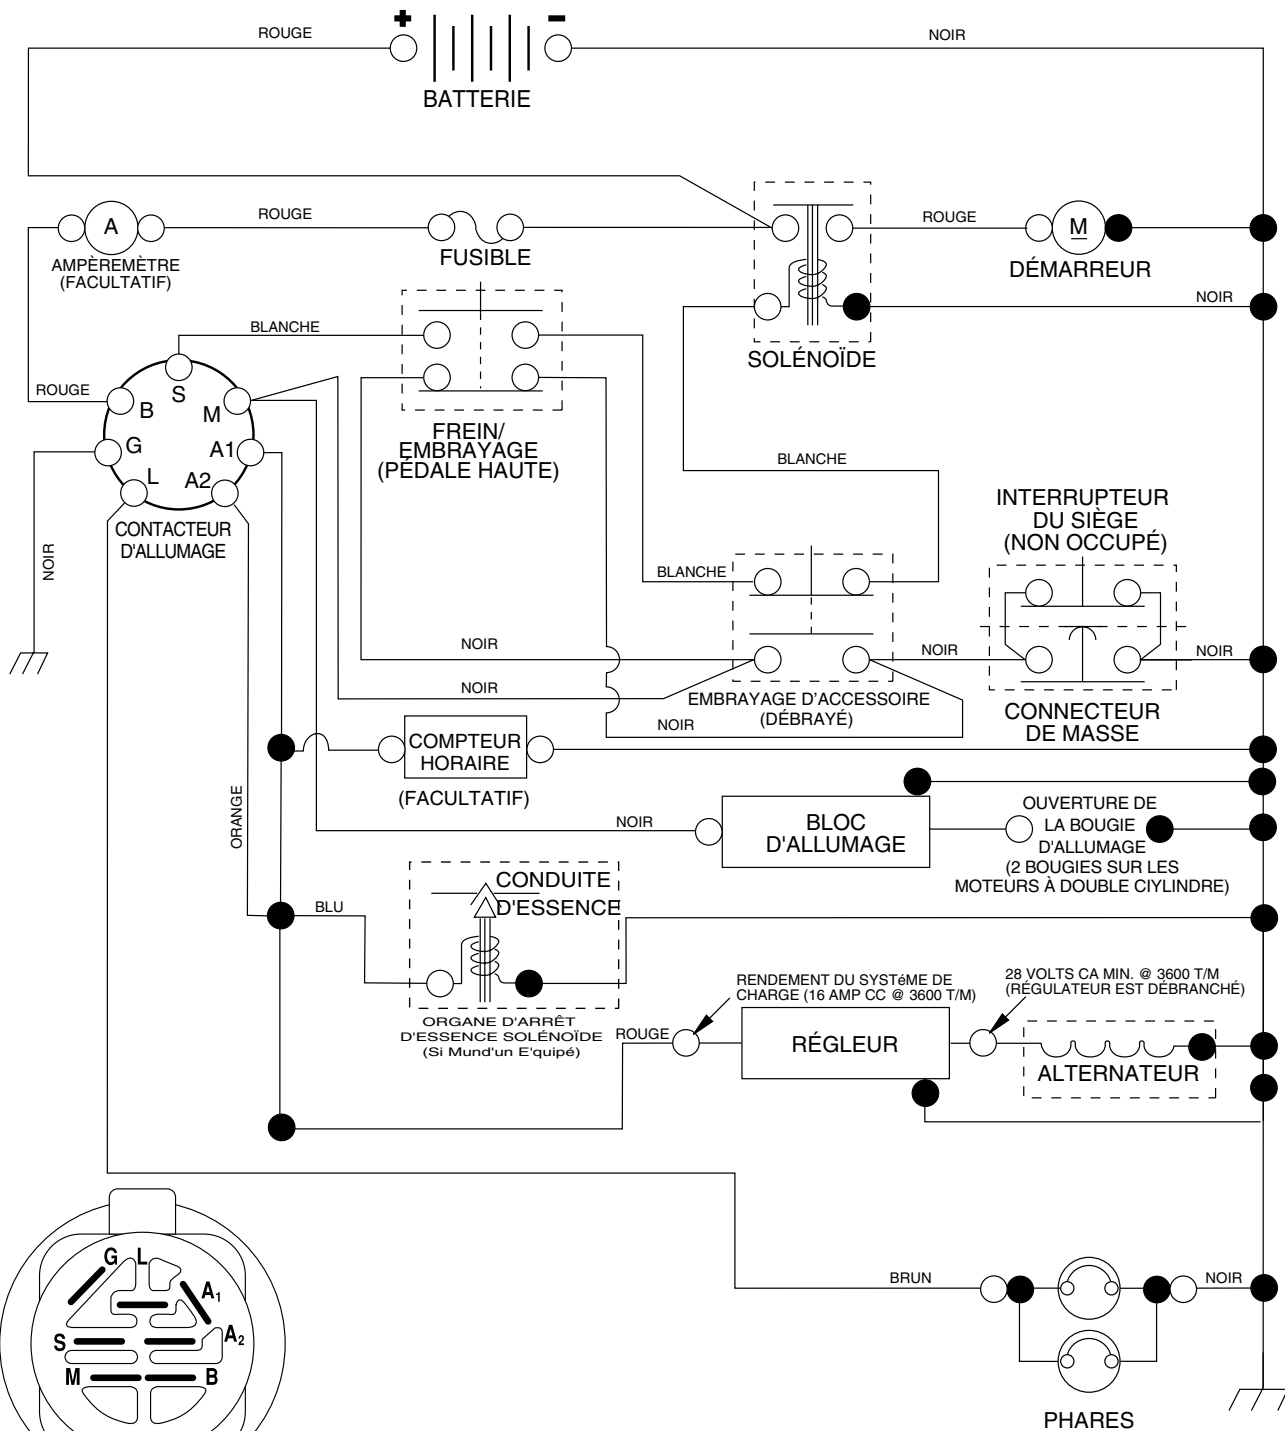 ROUGE
+
-
NOIR
BATTERIE
A
AMPÈREMÈTRE
(FACULTATIF)
ROUGE
FUSIBLE
ROUGE
M
DÉMARREUR
NOIR
SOLÉNOÏDE
BLANCHE
ROUGE
S
B
M
G
A1
L
A2
CONTACTEUR
D'ALLUMAGE
NOIR
FREIN/
EMBRAYAGE
(PÉDALE HAUTE)
BLANCHE
INTERRUPTEUR
DU SIÈGE
(NON OCCUPÉ)
BLANCHE
NOIR
NOIR
NOIR
NOIR
NOIR
EMBRAYAGE D'ACCESSOIRE
(DÉBRAYÉ)
CONNECTEUR
DE MASSE
COMPTEUR
HORAIRE
(FACULTATIF)
ORANGE
NOIR
BLOC
D'ALLUMAGE
OUVERTURE DE
LA BOUGIE
D'ALLUMAGE
(2 BOUGIES SUR LES
MOTEURS À DOUBLE CIYLINDRE)
BLU
CONDUITE
D'ESSENCE
ORGANE D'ARRÊT
D'ESSENCE SOLÉNOÏDE
(Si Mund'un E'quipé)
RENDEMENT DU SYSTéME DE
CHARGE (16 AMP CC @ 3600 T/M)
28 VOLTS CA MIN. @ 3600 T/M
(RÉGULATEUR EST DÉBRANCHÉ)
ROUGE
RÉGLEUR
ALTERNATEUR
BRUN
NOIR
PHARES
G
L
A1
S
A2
M
B